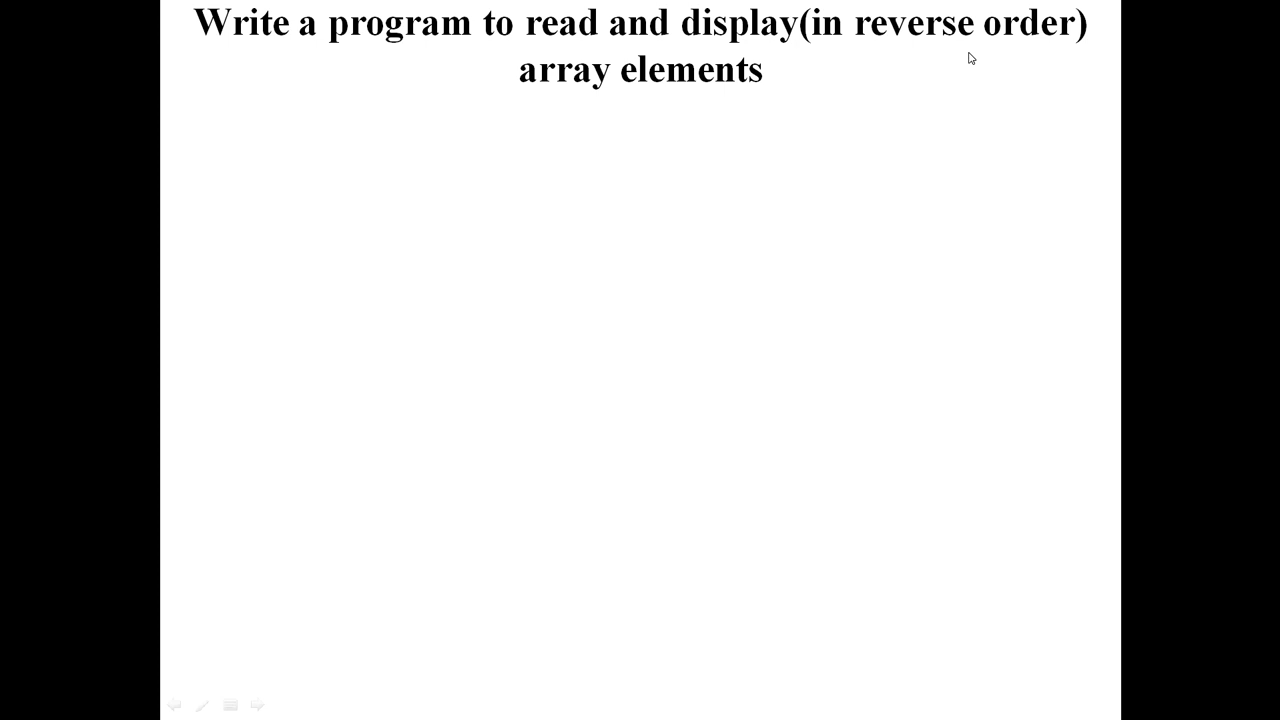 Write a program to read and display(in reverse order)
array elements